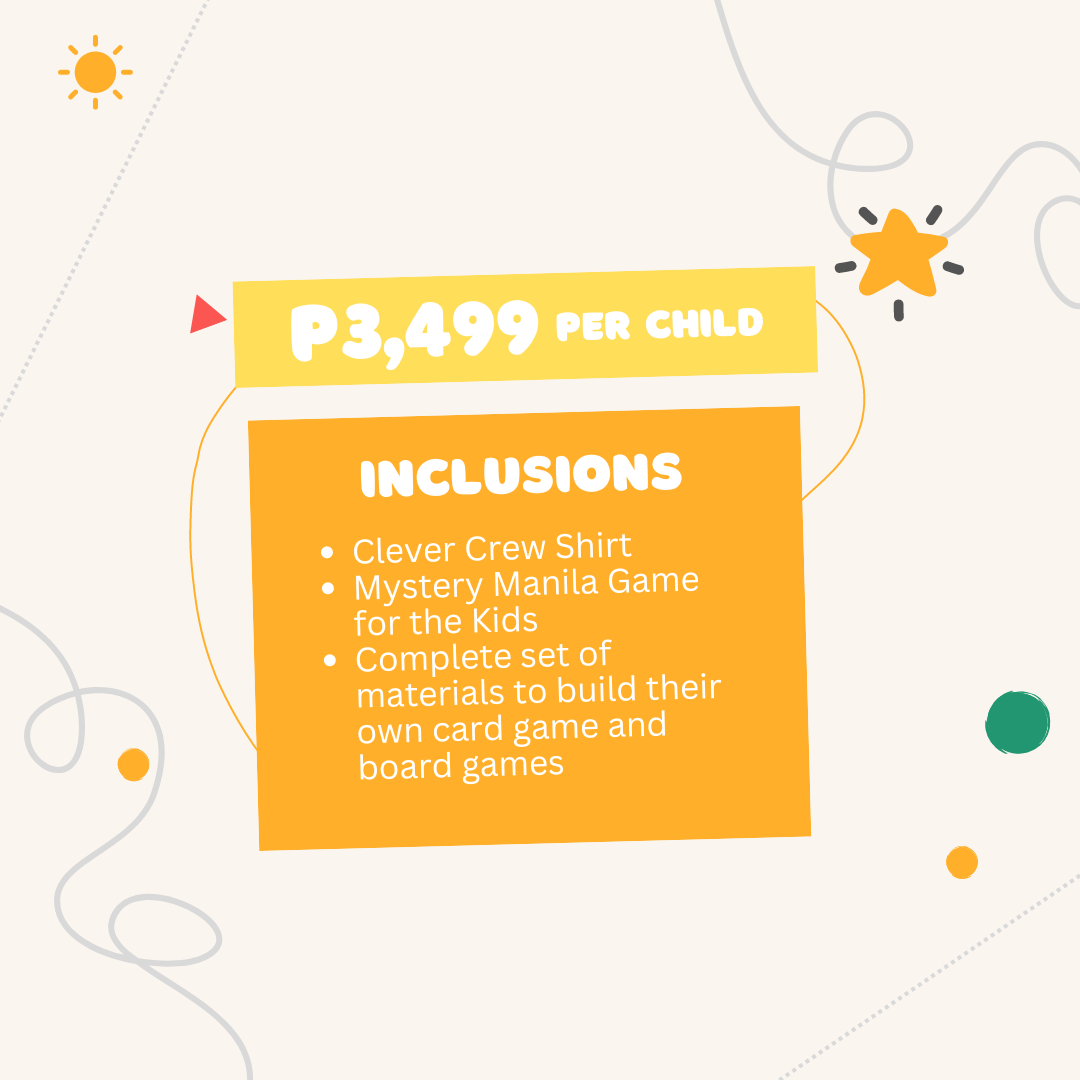 P3,499 PER CHILD
INCLUSIONS
• Clever Crew Shirt
• Mystery Manila Game
for the Kids
• Complete set of
materials to build their
own card game and
board games